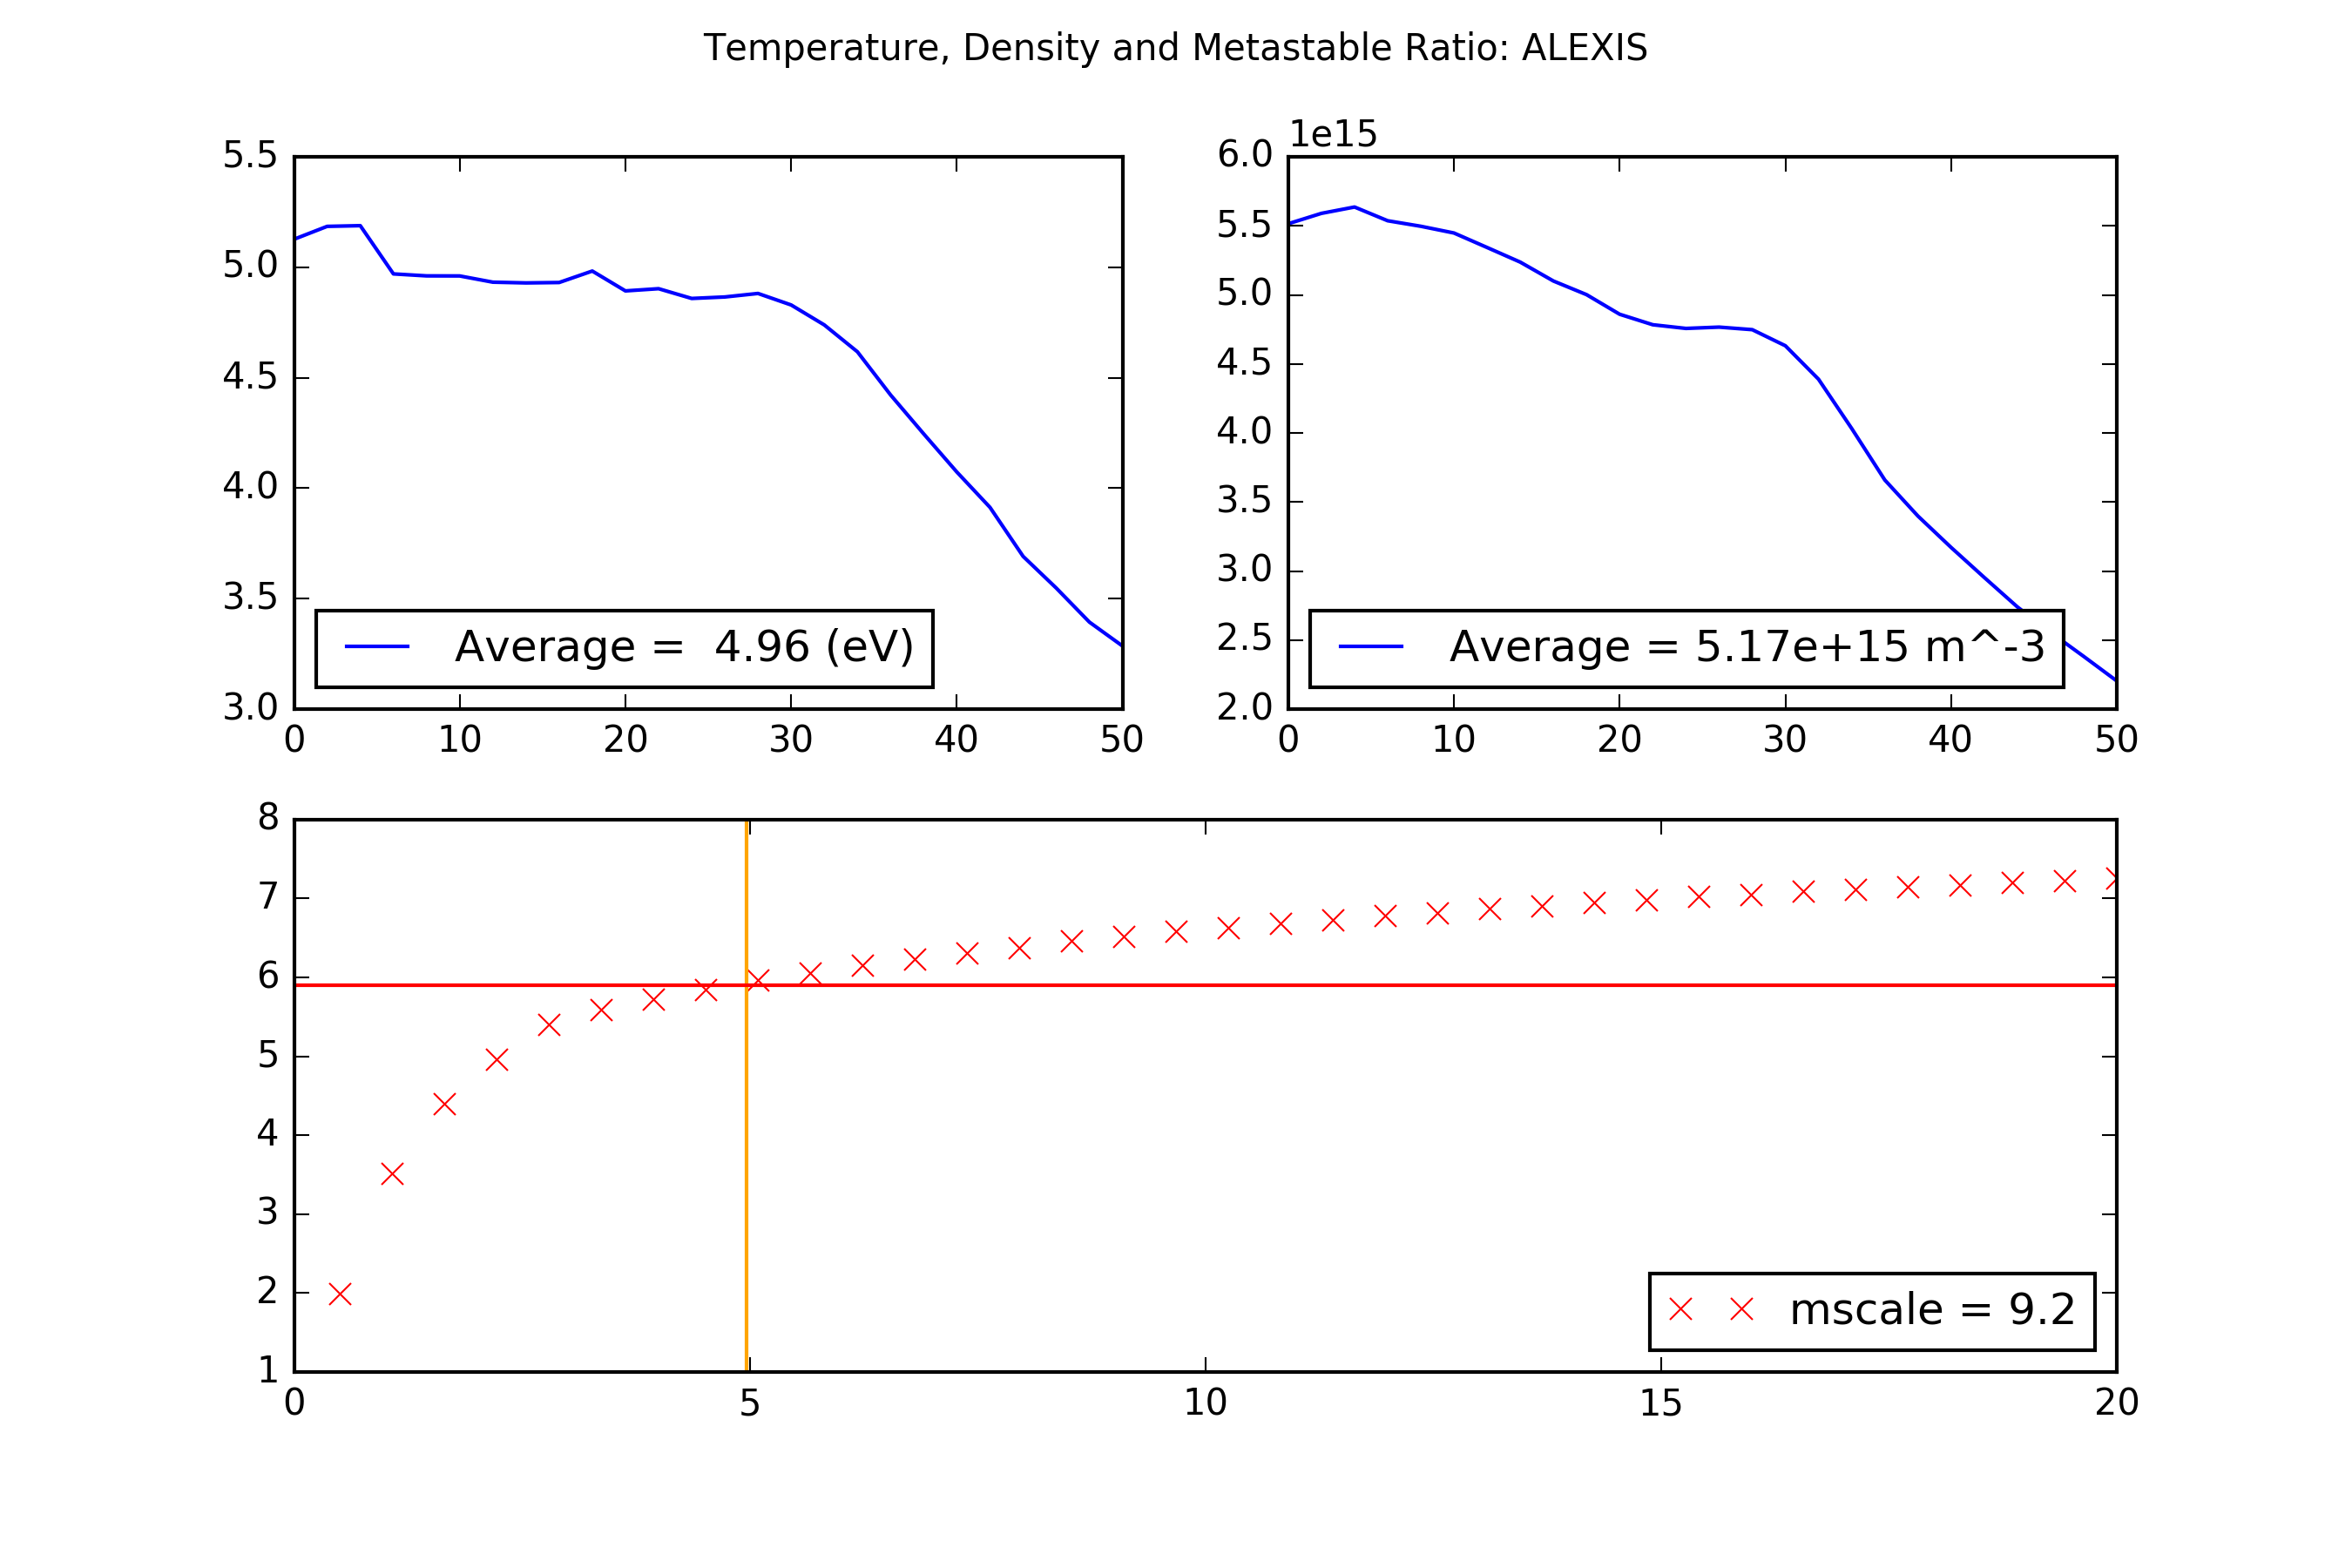 Temperature, Density and Metastable Ratio: ALEXIS
5.5
5.0
4.5
4.0
3.5
3.0
0 10 20 30 40 50
Average =  4.96 (eV)
1e15
6.0
5.5
5.0
4.5
4.0
3.5
3.0
2.5
2.0
0 10 20 30 40 50
Average = 5.17e+15 m^-3
8
7
6
5
4
3
2
1
0 5 10 15 20
mscale = 9.2